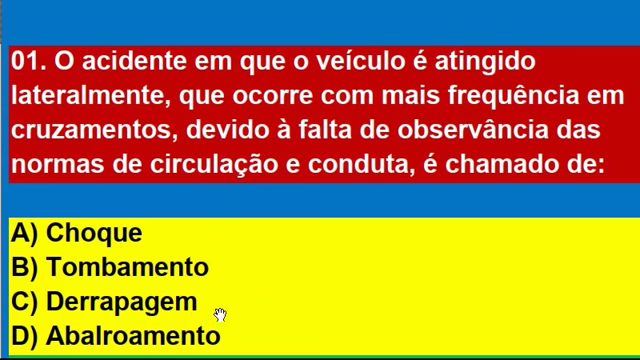 01. O acidente em que o veículo é atingido
lateralmente, que ocorre com mais frequência em
cruzamentos, devido à falta de observância das
normas de circulação e conduta, é chamado de:
A) Choque
B) Tombamento
C) Derrapagem
D) Abalroamento